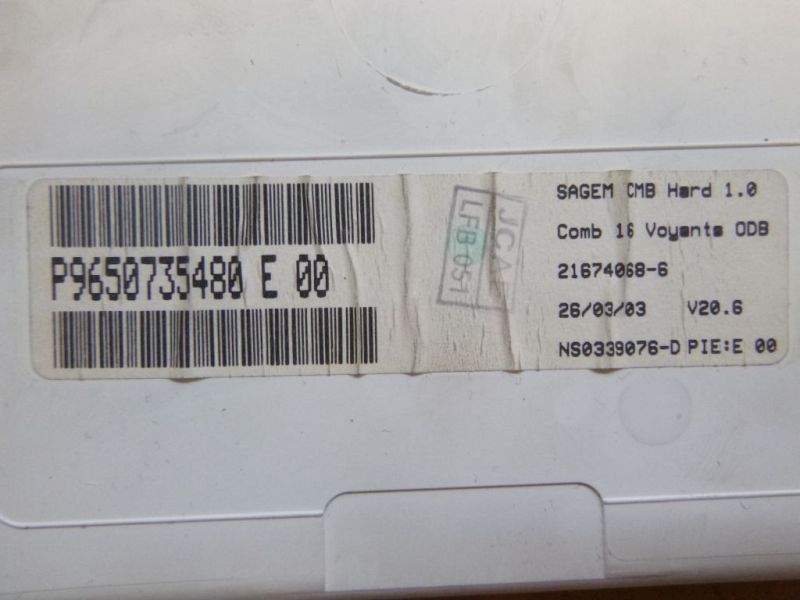 P9650735480 E 00
LFB 051
SAGEM CMB Hard 1.0
Comb 16 Voyants ODB
21674068-6
26/03/03 V20.6
NS0339076-D PIE:E 00